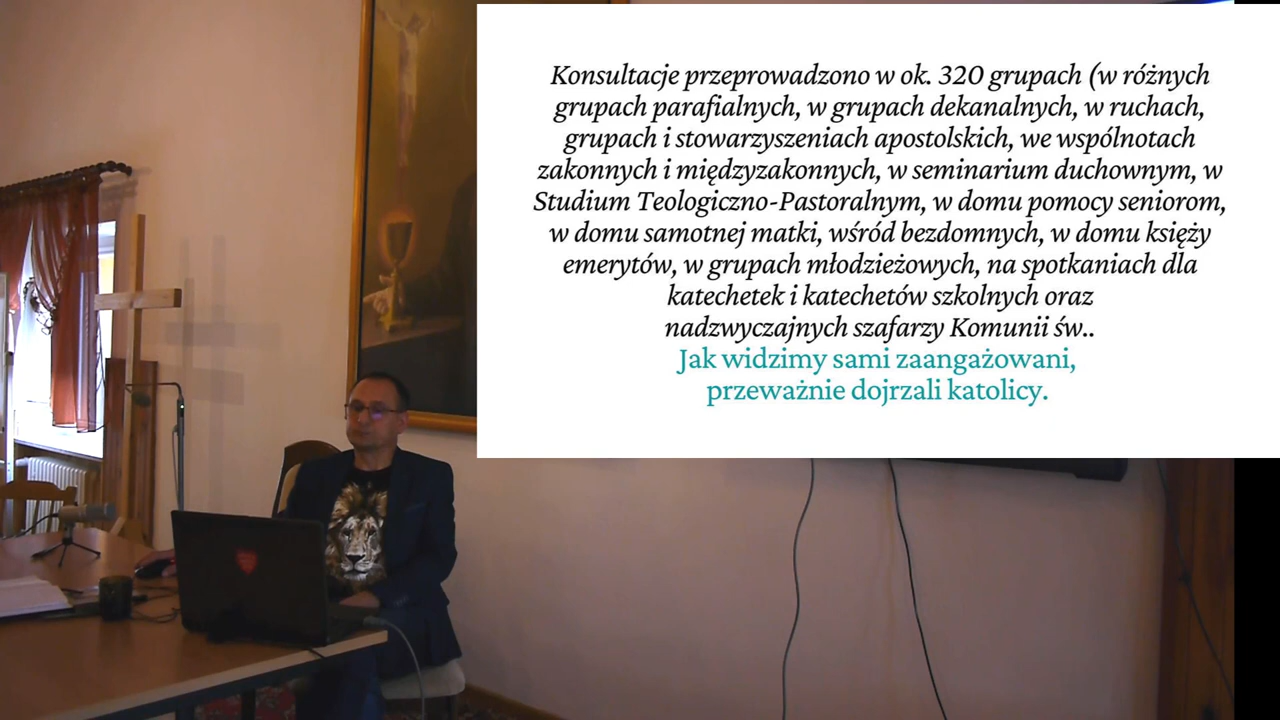 Konsultacje przeprowadzono w ok. 320 grupach (w różnych
grupach parafialnych, w grupach dekanalnych, w ruchach,
grupach i stowarzyszeniach apostolskich, we wspólnotach
zakonnych i międzyzakonnych, w seminarium duchownym, w
Studium Teologiczno-Pastoralnym, w domu pomocy seniorom,
w domu samotnej matki, wśród bezdomnych, w domu księży
emerytów, w grupach młodzieżowych, na spotkaniach dla
katechetek i katechetów szkolnych oraz
nadzwyczajnych szafarzy Komunii św..
Jak widzimy sami zaangażowani,
przeważnie dojrzali katolicy.